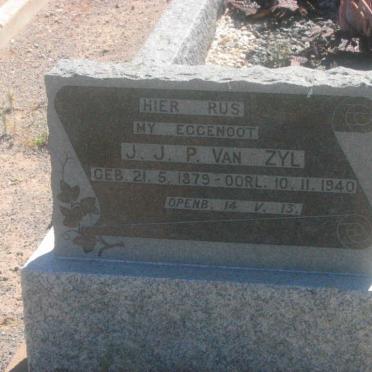 HIER RUS
MY EGGENOOT
J. J. P. VAN ZYL
GEB. 21. 5. 1879 - OORL. 10. 11. 1940
OPENB. 14 V. 13.